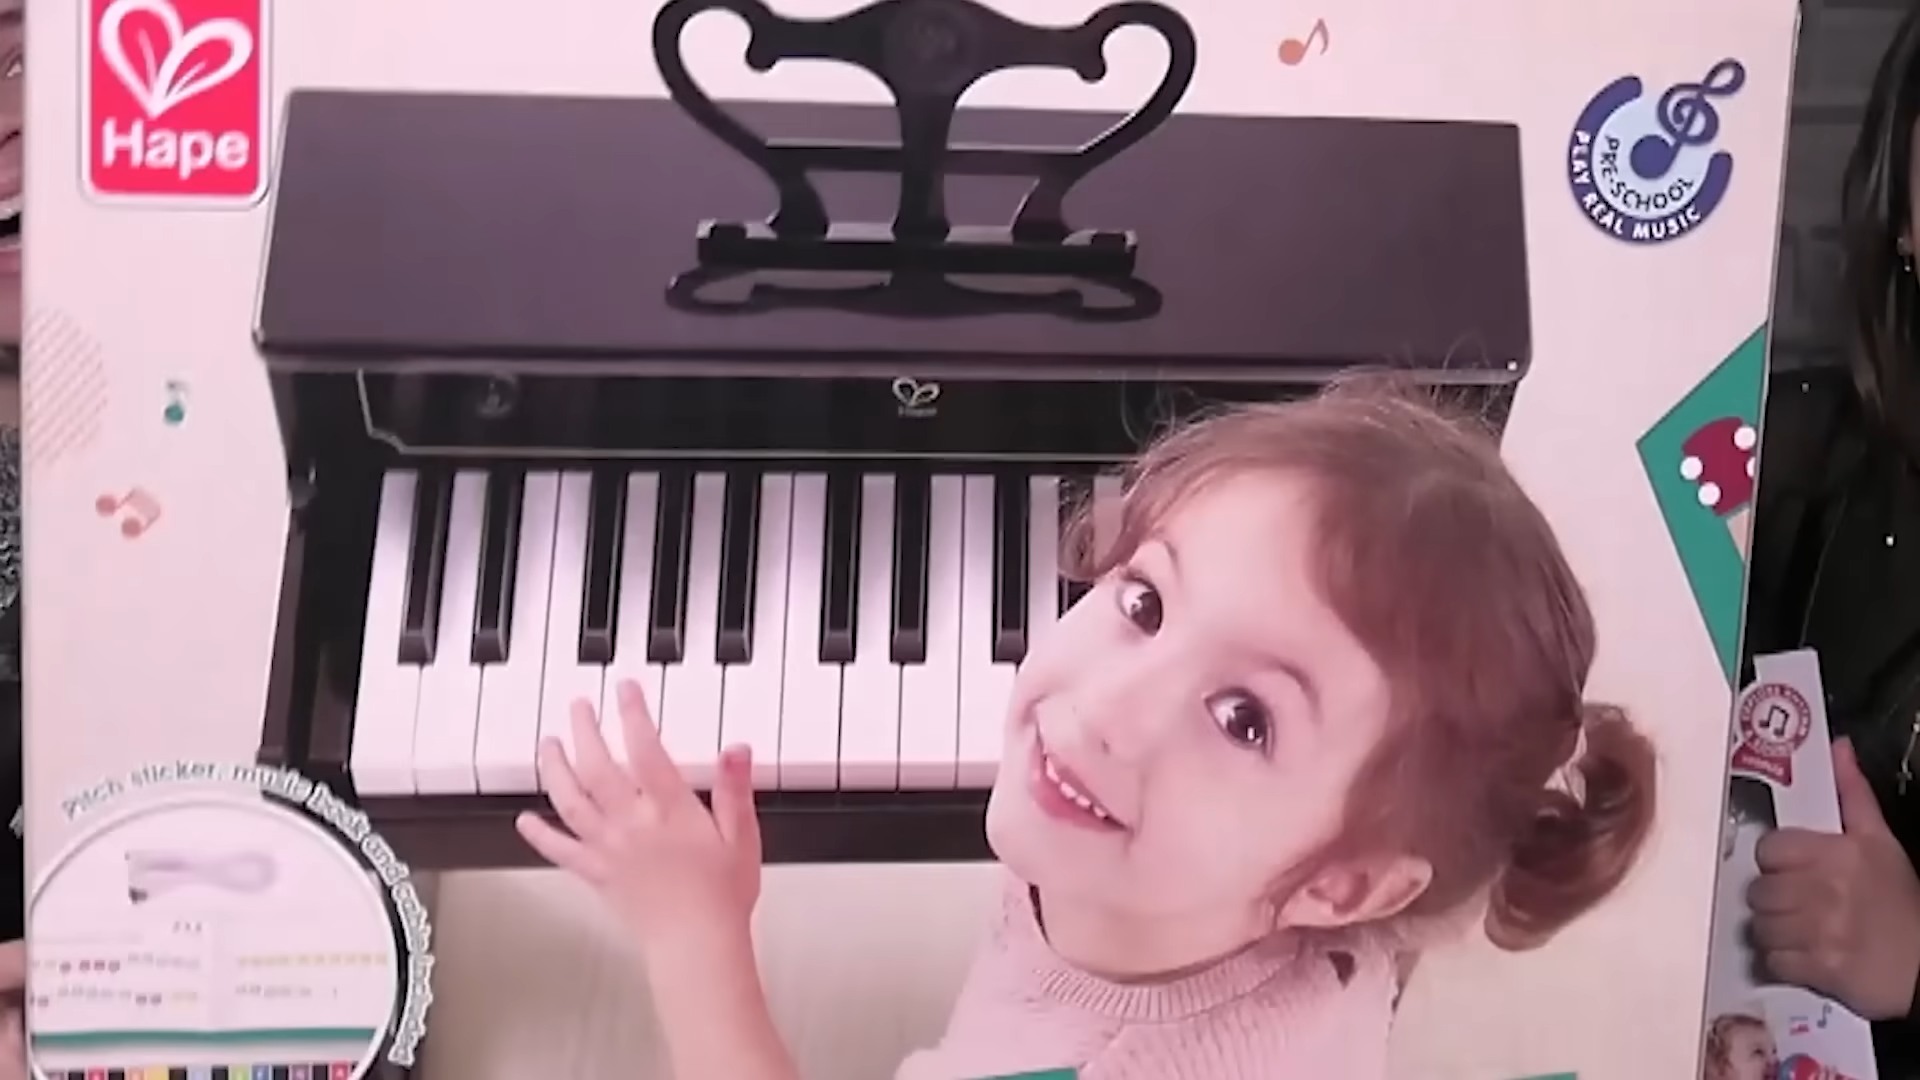 Hape
PRE-SCHOOL
PLAY REAL MUSIC
Hape
Pitch sticker, music book and cable included